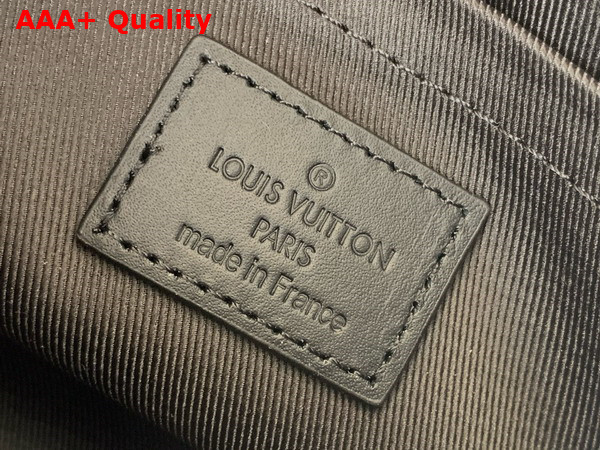 AAA+ Quality
®
LOUIS VUITTON
PARIS
made in France